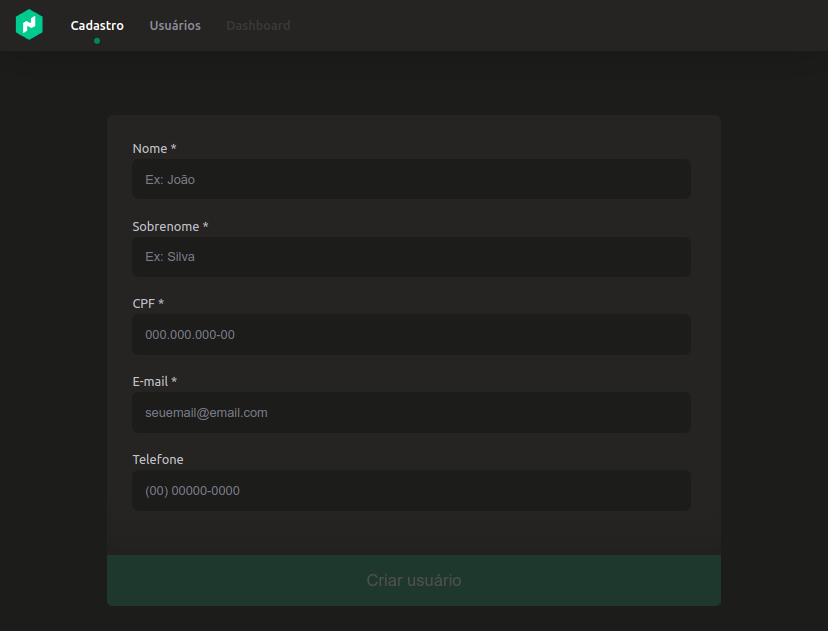 Cadastro Usuários Dashboard
Nome *
Ex: João
Sobrenome *
Ex: Silva
CPF *
000.000.000-00
E-mail *
seuemail@email.com
Telefone
(00) 00000-0000
Criar usuário